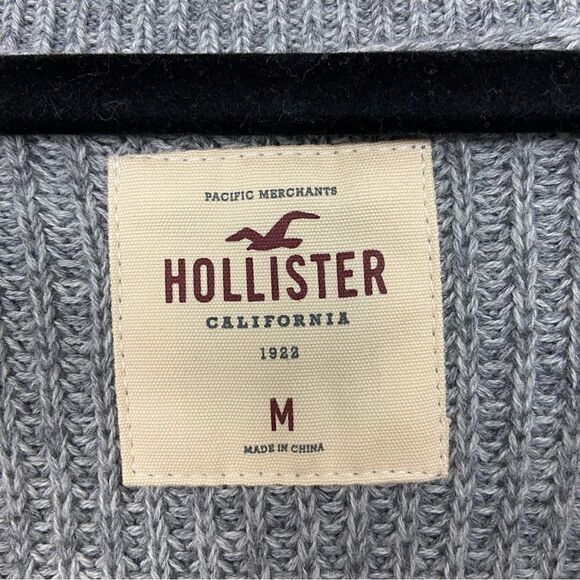 PACIFIC MERCHANTS
HOLLISTER
CALIFORNIA
1922
M
MADE IN CHINA